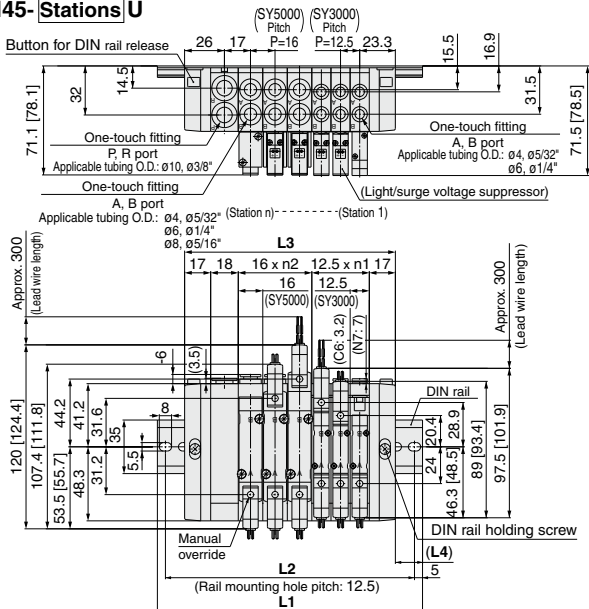 45- Stations U
(SY5000) (SY3000)
Pitch Pitch
P=16 P=12.5
Button for DIN rail release
26 17 23.3
15.5
16.9
14.5
32
71.1 [78.1]
31.5
71.5 [78.5]
One-touch fitting
P, R port
Applicable tubing O.D.: ø10, ø3/8"
One-touch fitting
A, B port
Applicable tubing O.D.: ø4, ø5/32"
ø6, ø1/4"
ø8, ø5/16"
One-touch fitting
A, B port
Applicable tubing O.D.: ø4, ø5/32"
ø6, ø1/4"
(Light/surge voltage suppressor)
(Station n) (Station 1)
L3
17 18 16 x n2 12.5 x n1 17
16 12.5
(SY5000) (SY3000)
Approx. 300
(Lead wire length)
Approx. 300
(Lead wire length)
(C6: 3.2)
(N7: 7)
-6
(3.5)
DIN rail
120 [124.4]
107.4 [111.8]
53.5 [55.7]
44.2
48.3
41.2
31.6
31.2
35
5.5
8
20.4
24
28.9
46.3 [48.5]
89 [93.4]
97.5 [101.9]
Manual
override
DIN rail holding screw
(L4)
5
L2
(Rail mounting hole pitch: 12.5)
L1